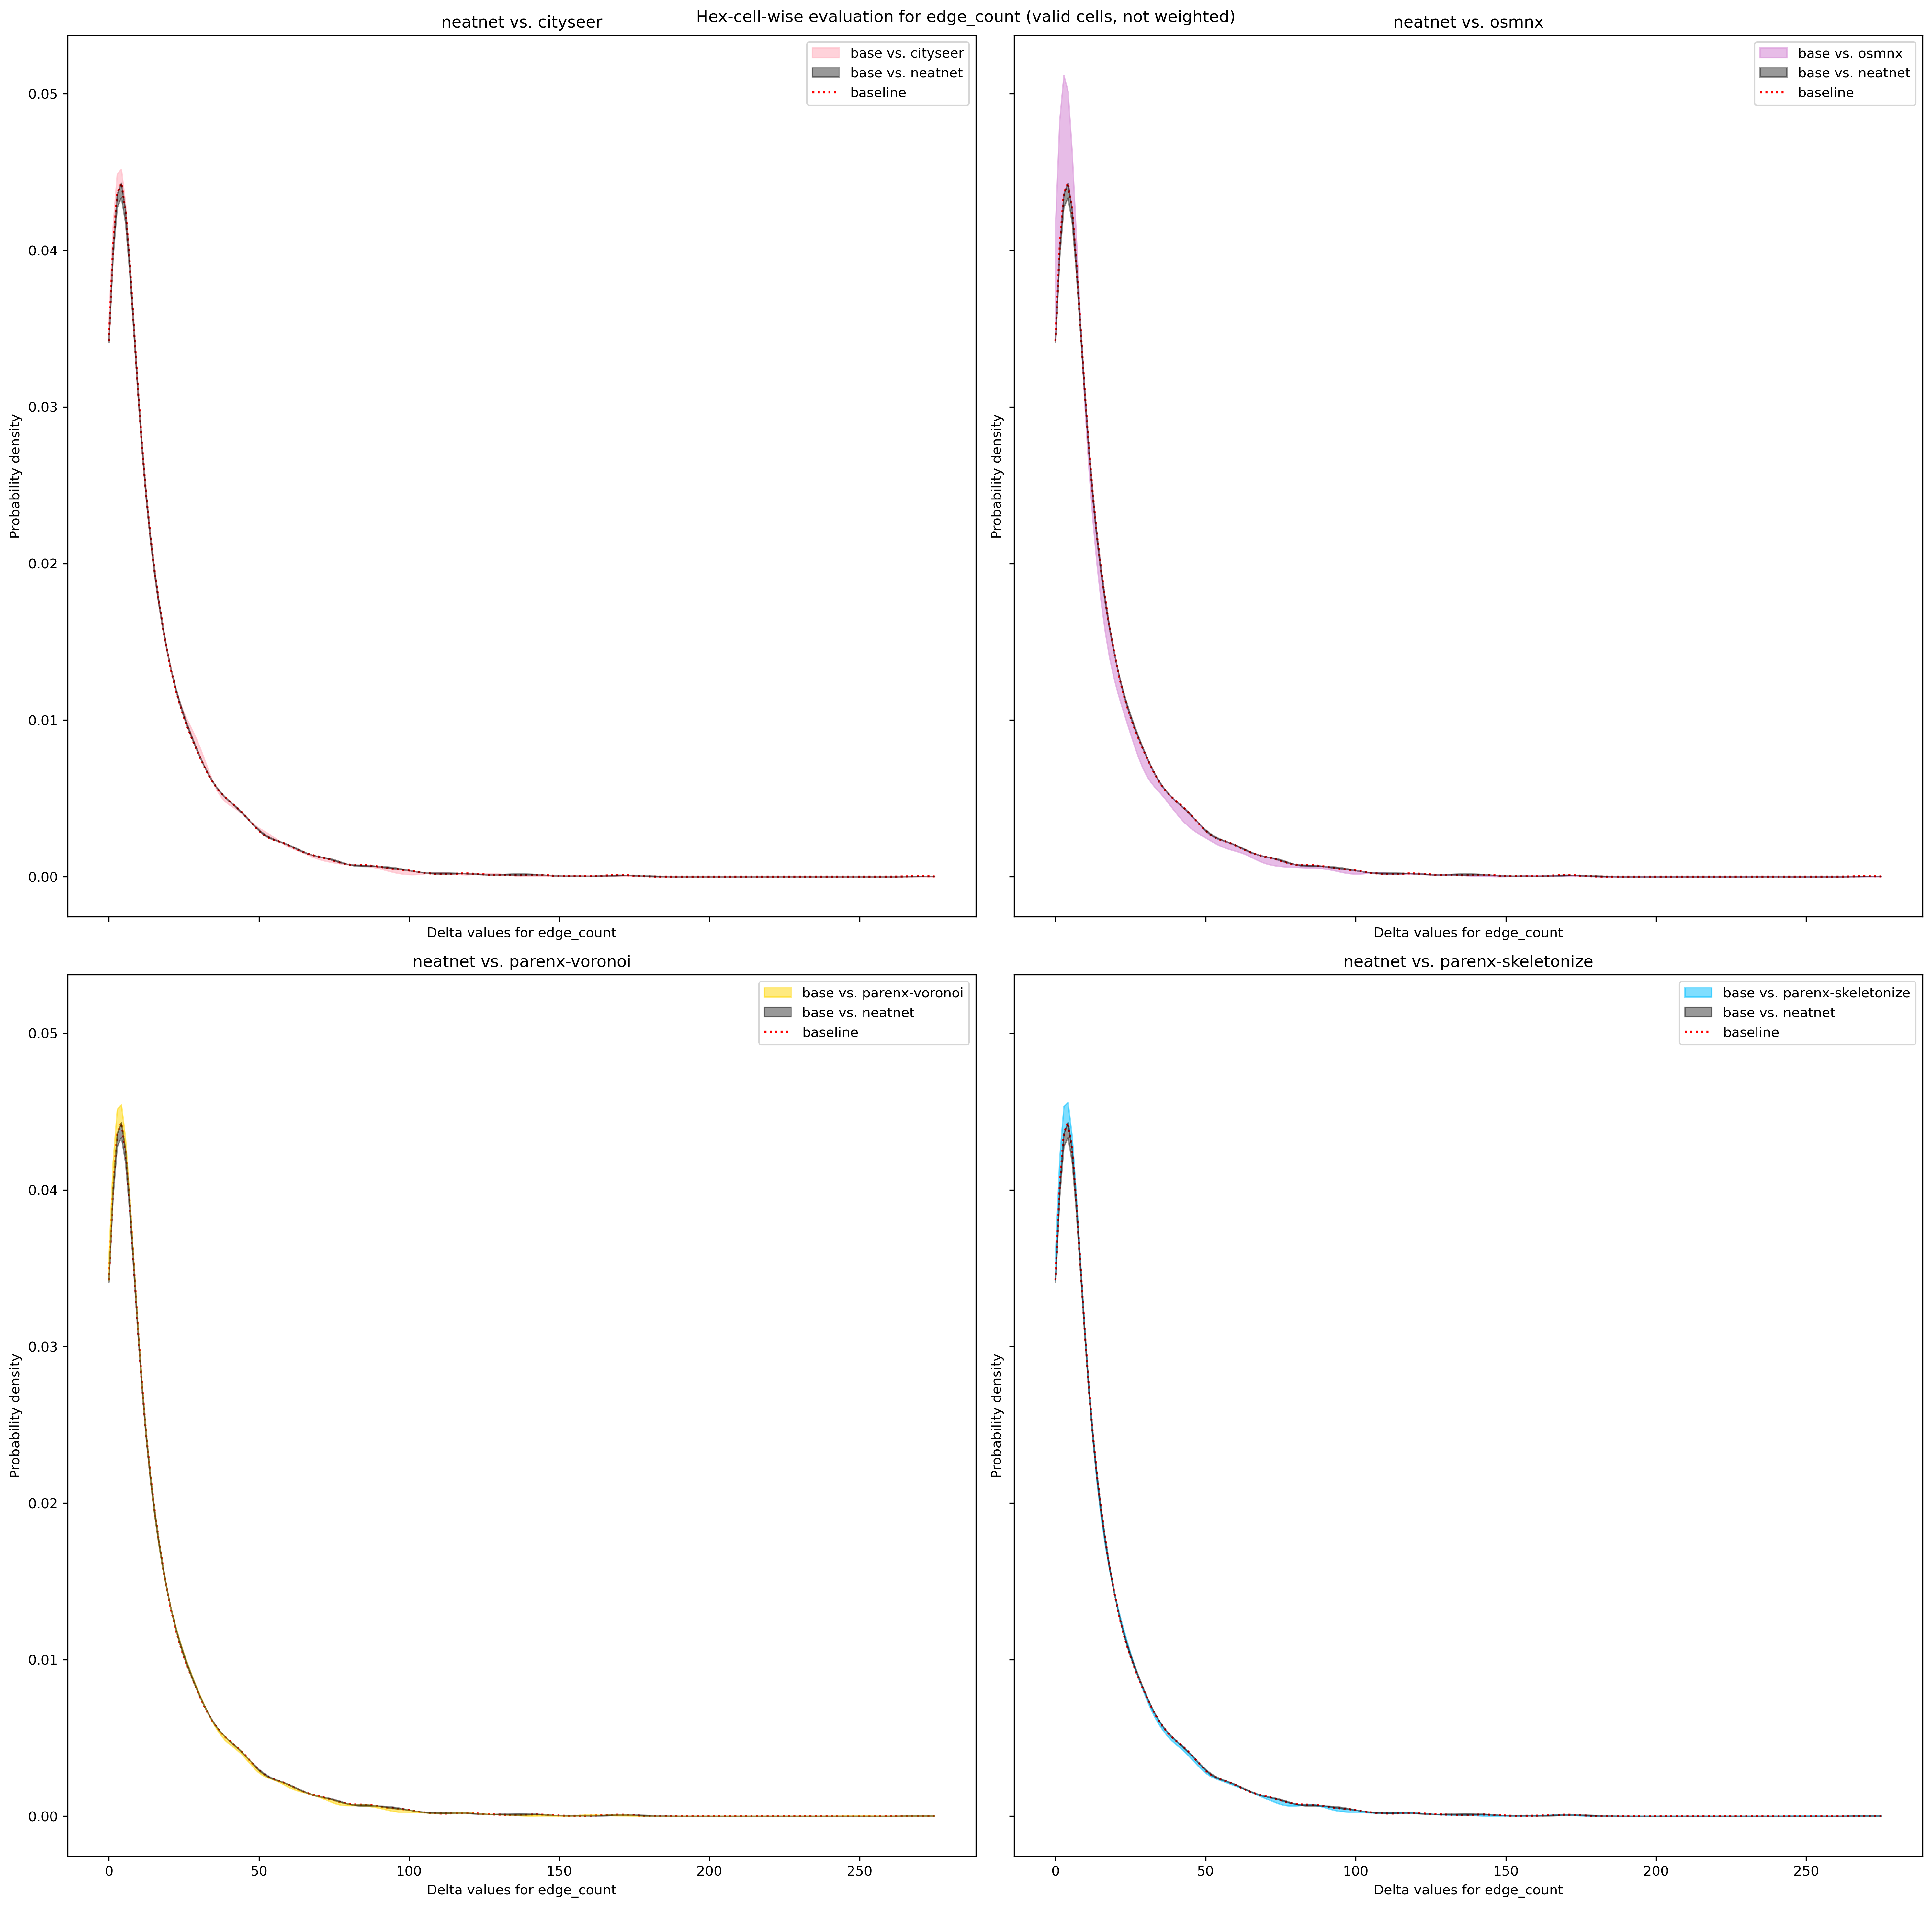 Hex-cell-wise evaluation for edge_count (valid cells, not weighted)
neatnet vs. cityseer
base vs. cityseer
base vs. neatnet
baseline
0.05
0.04
0.03
0.02
0.01
0.00
Probability density
Delta values for edge_count
neatnet vs. osmnx
base vs. osmnx
base vs. neatnet
baseline
Probability density
Delta values for edge_count
neatnet vs. parenx-voronoi
base vs. parenx-voronoi
base vs. neatnet
baseline
0.05
0.04
0.03
0.02
0.01
0.00
Probability density
0 50 100 150 200 250
Delta values for edge_count
neatnet vs. parenx-skeletonize
base vs. parenx-skeletonize
base vs. neatnet
baseline
Probability density
0 50 100 150 200 250
Delta values for edge_count